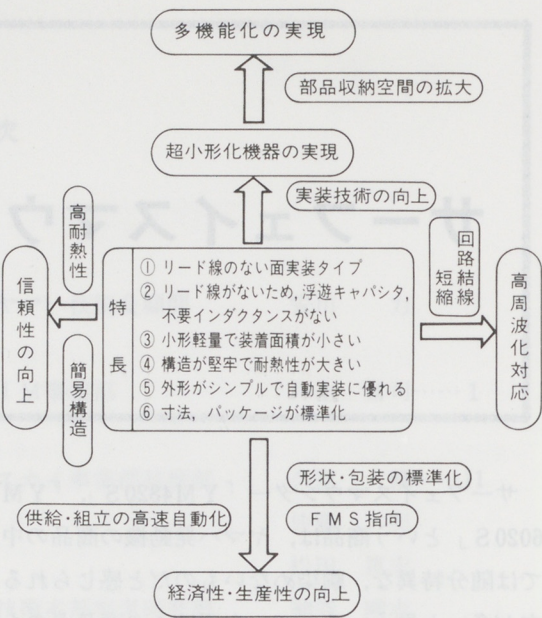 多機能化の実現
部品収納空間の拡大
超小形化機器の実現
実装技術の向上
高耐熱性
信頼性の向上
簡易構造
特長
① リード線のない面実装タイプ
② リード線がないため, 浮遊キャパシタ,
不要インダクタンスがない
③ 小形軽量で装着面積が小さい
④ 構造が堅牢で耐熱性が大きい
⑤ 外形がシンプルで自動実装に優れる
⑥ 寸法, パッケージが標準化
回路結線
短縮
高周波化対応
形状・包装の標準化
供給・組立の高速自動化
FMS指向
経済性・生産性の向上